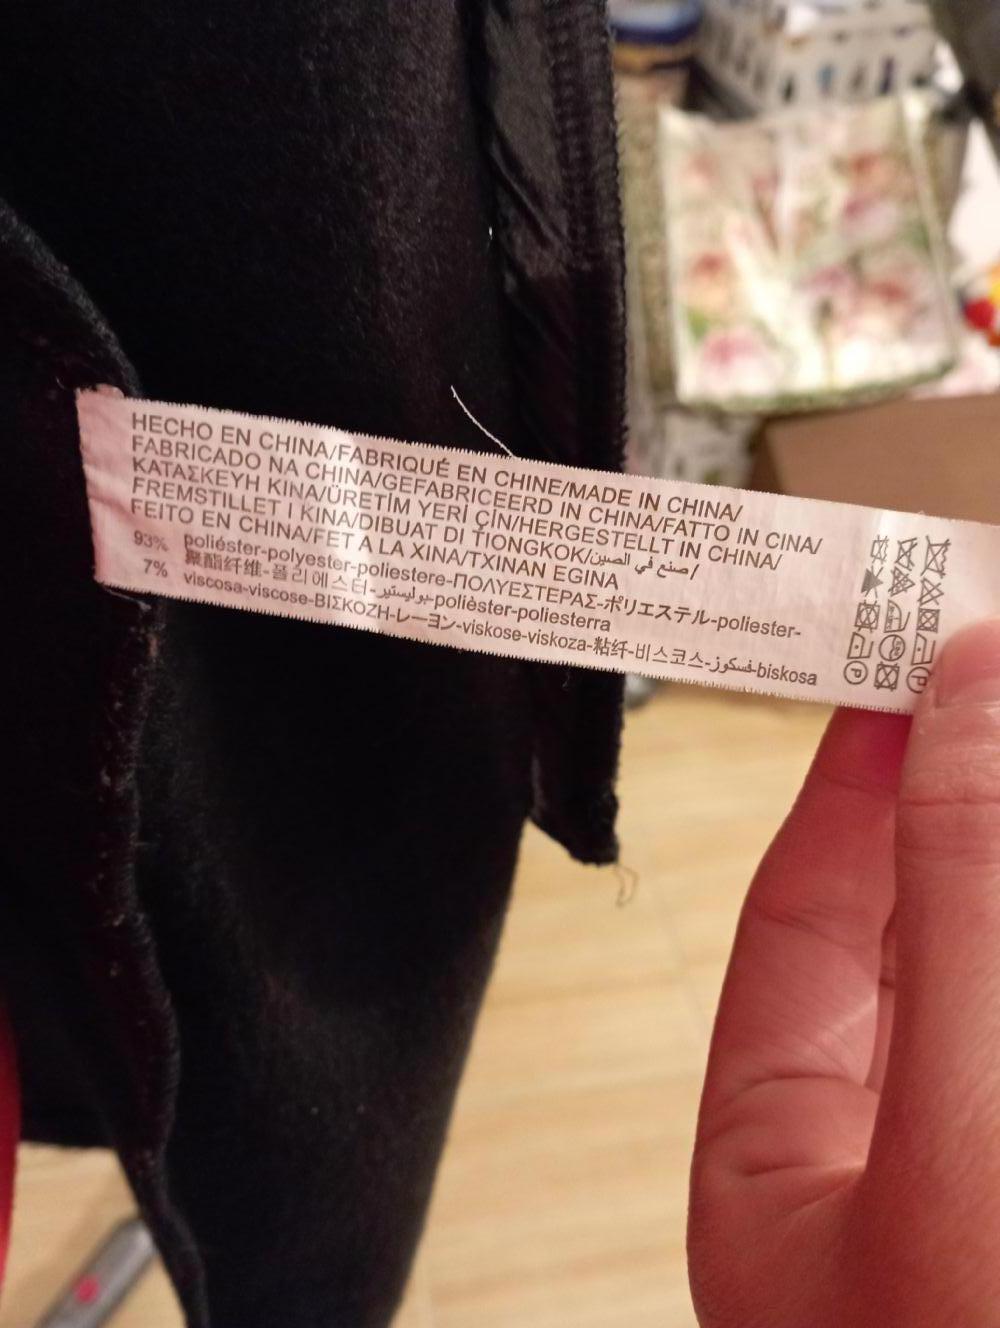 HECHO EN CHINA/FABRIQUÉ EN CHINE/MADE IN CHINA/
FABRICADO NA CHINA/GEFABRICEERD IN CHINA/FATTO IN CINA/
ΚΑΤΑΣΚΕΥΗ ΚΙΝΑ/ÜRETİM YERİ ÇİN/HERGESTELLT IN CHINA/
FREMSTILLET I KINA/DIBUAT DI TIONGKOK/صنع في الصين/
FEITO EN CHINA/FET A LA XINA/TXINAN EGINA
93% poliéster-polyester-poliestere-ΠΟΛΥΕΣΤΕΡΑΣ-ポリエステル-poliester-
聚酯纤维-폴리에스터-بوليستير-polièster-poliesterra
7% viscosa-viscose-ΒΙΣΚΟΖΗ-レーヨン-viskose-viskoza-粘纤-비스코스-فسكوز-biskosa